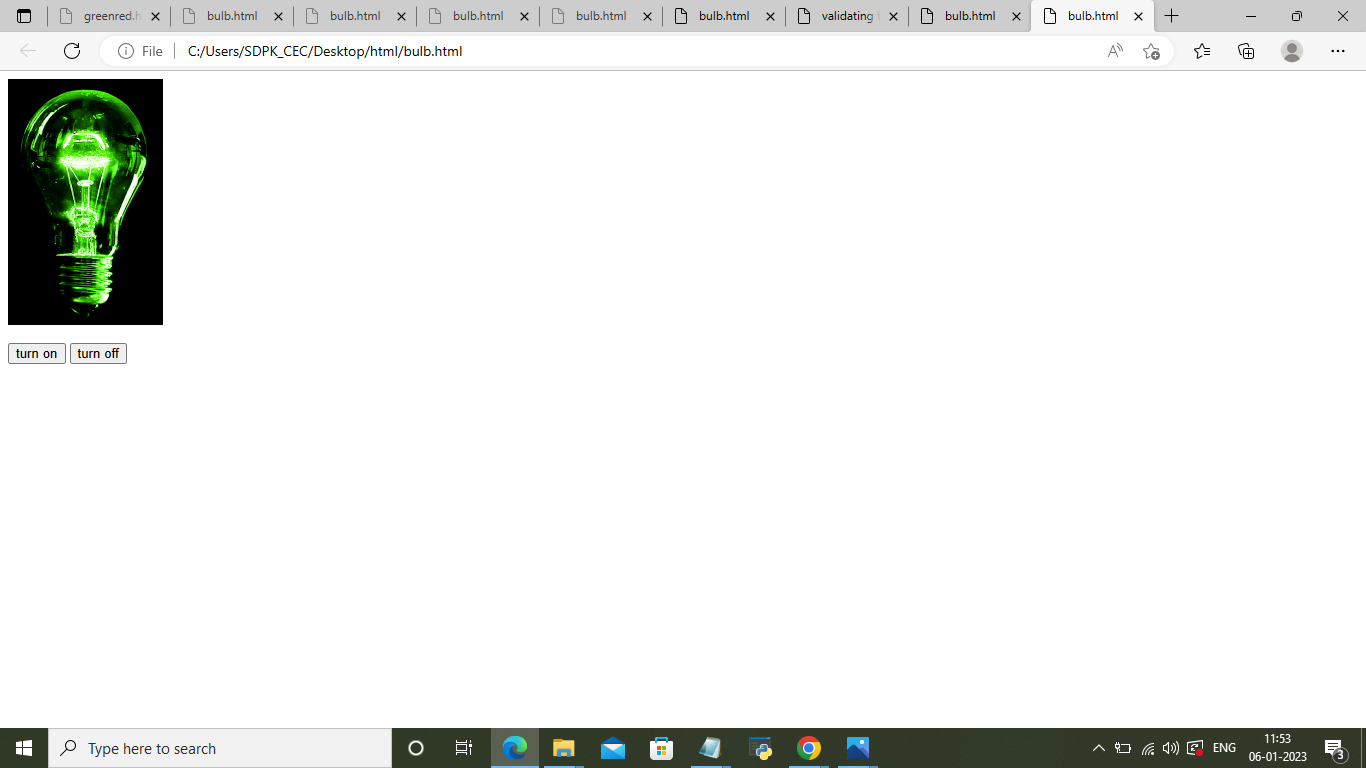 greenred.h bulb.html bulb.html bulb.html bulb.html bulb.html validating bulb.html bulb.html
File C:/Users/SDPK_CEC/Desktop/html/bulb.html
turn on turn off
Type here to search ENG 11:53
06-01-2023 3